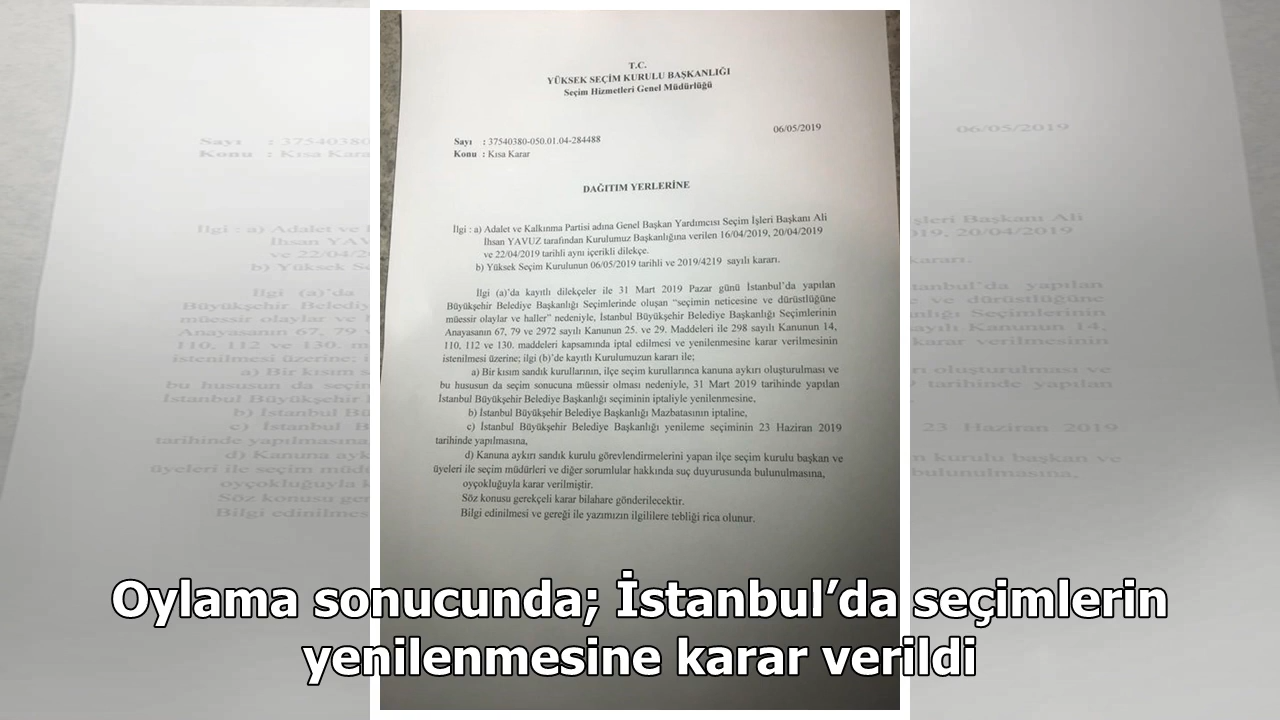 T.C.
YÜKSEK SEÇİM KURULU BAŞKANLIĞI
Seçim Hizmetleri Genel Müdürlüğü
06/05/2019
Sayı : 37540380-050.01.04-284488
Konu : Kısa Karar
DAĞITIM YERLERİNE
İlgi : a) Adalet ve Kalkınma Partisi adına Genel Başkan Yardımcısı Seçim İşleri Başkanı Ali
İhsan YAVUZ tarafından Kurulumuz Başkanlığına verilen 16/04/2019, 20/04/2019
ve 22/04/2019 tarihli aynı içerikli dilekçe.
b) Yüksek Seçim Kurulunun 06/05/2019 tarihli ve 2019/4219 sayılı kararı.
İlgi (a)'da kayıtlı dilekçeler ile 31 Mart 2019 Pazar günü İstanbul'da yapılan
Büyükşehir Belediye Başkanlığı Seçimlerinde oluşan "seçimin neticesine ve dürüstlüğüne
müessir olaylar ve haller" nedeniyle, İstanbul Büyükşehir Belediye Başkanlığı Seçimlerinin
Anayasanın 67, 79 ve 2972 sayılı Kanunun 25. ve 29. Maddeleri ile 298 sayılı Kanunun 14,
110, 112 ve 130. maddeleri kapsamında iptal edilmesi ve yenilenmesine karar verilmesinin
istenilmesi üzerine; ilgi (b)'de kayıtlı Kurulumuzun kararı ile;
a) Bir kısım sandık kurullarının, ilçe seçim kurullarınca kanuna aykırı oluşturulması ve
bu hususun da seçim sonucuna müessir olması nedeniyle, 31 Mart 2019 tarihinde yapılan
İstanbul Büyükşehir Belediye Başkanlığı seçiminin iptaliyle yenilenmesine,
b) İstanbul Büyükşehir Belediye Başkanlığı Mazbatasının iptaline,
c) İstanbul Büyükşehir Belediye Başkanlığı yenileme seçiminin 23 Haziran 2019
tarihinde yapılmasına,
d) Kanuna aykırı sandık kurulu görevlendirmelerini yapan ilçe seçim kurulu başkan ve
üyeleri ile seçim müdürleri ve diğer sorumlular hakkında suç duyurusunda bulunulmasına,
oyçokluğuyla karar verilmiştir.
Söz konusu gerekçeli karar bilahare gönderilecektir.
Bilgi edinilmesi ve gereği ile yazımızın ilgililere tebliği rica olunur.
Oylama sonucunda; İstanbul'da seçimlerin
yenilenmesine karar verildi